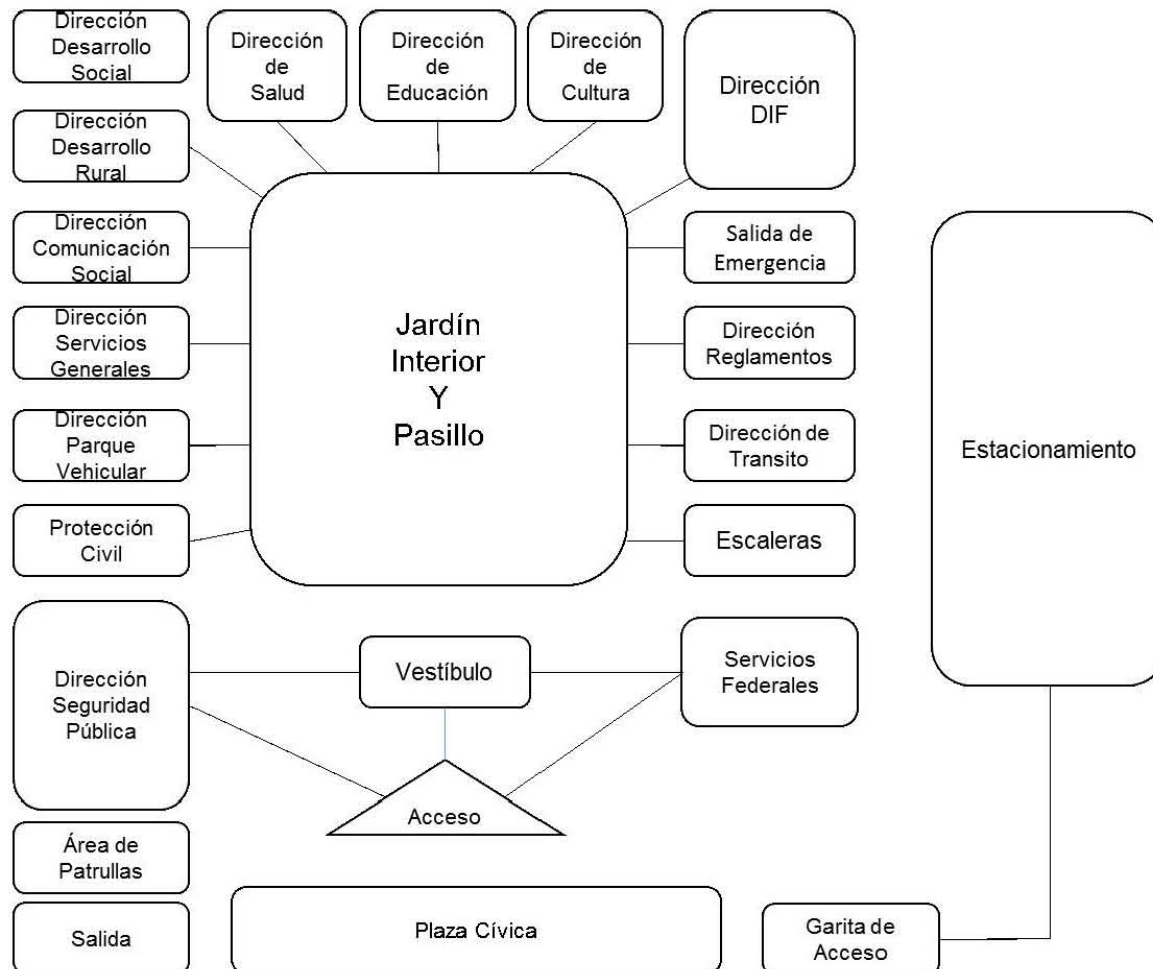 Dirección
Desarrollo
Social
Dirección
de
Salud
Dirección
de
Educación
Dirección
de
Cultura
Dirección
DIF
Dirección
Desarrollo
Rural
Dirección
Comunicación
Social
Salida de
Emergencia
Dirección
Servicios
Generales
Jardín
Interior
Y
Pasillo
Dirección
Reglamentos
Dirección
Parque
Vehicular
Dirección de
Transito
Estacionamiento
Protección
Civil
Escaleras
Dirección
Seguridad
Pública
Vestíbulo
Servicios
Federales
Acceso
Área de
Patrullas
Salida
Plaza Cívica
Garita de
Acceso